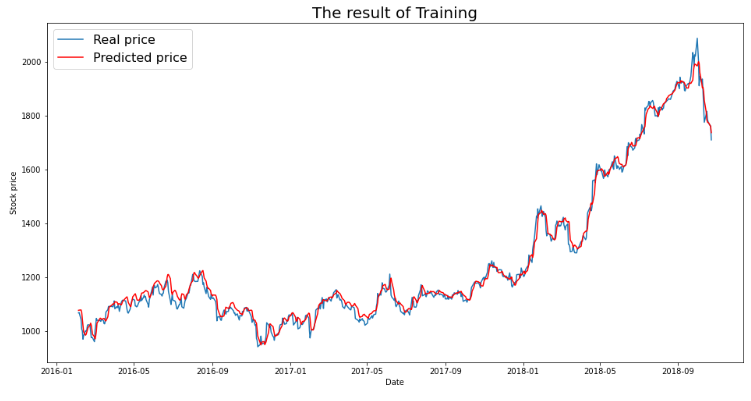 The result of Training
Real price
Predicted price
Stock price
2000
1800
1600
1400
1200
1000
2016-01 2016-05 2016-09 2017-01 2017-05 2017-09 2018-01 2018-05 2018-09
Date